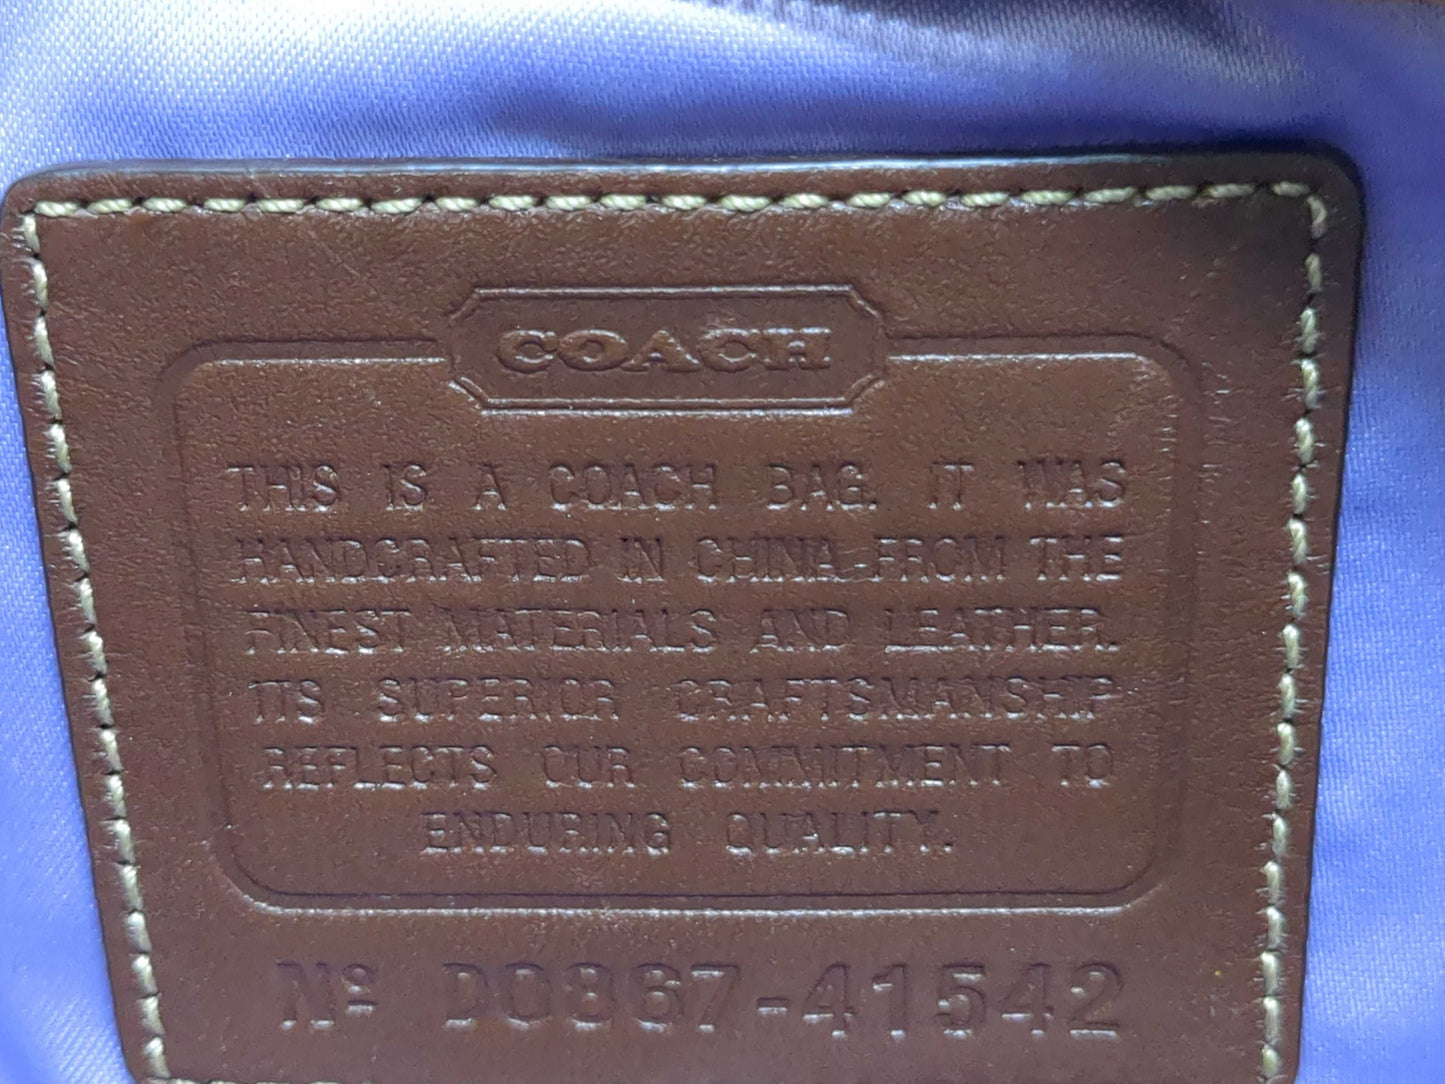 COACH
THIS IS A COACH BAG. IT WAS
HANDCRAFTED IN CHINA FROM THE
FINEST MATERIALS AND LEATHER.
ITS SUPERIOR CRAFTSMANSHIP
REFLECTS OUR COMMITMENT TO
ENDURING QUALITY.
Nº D0867-41542